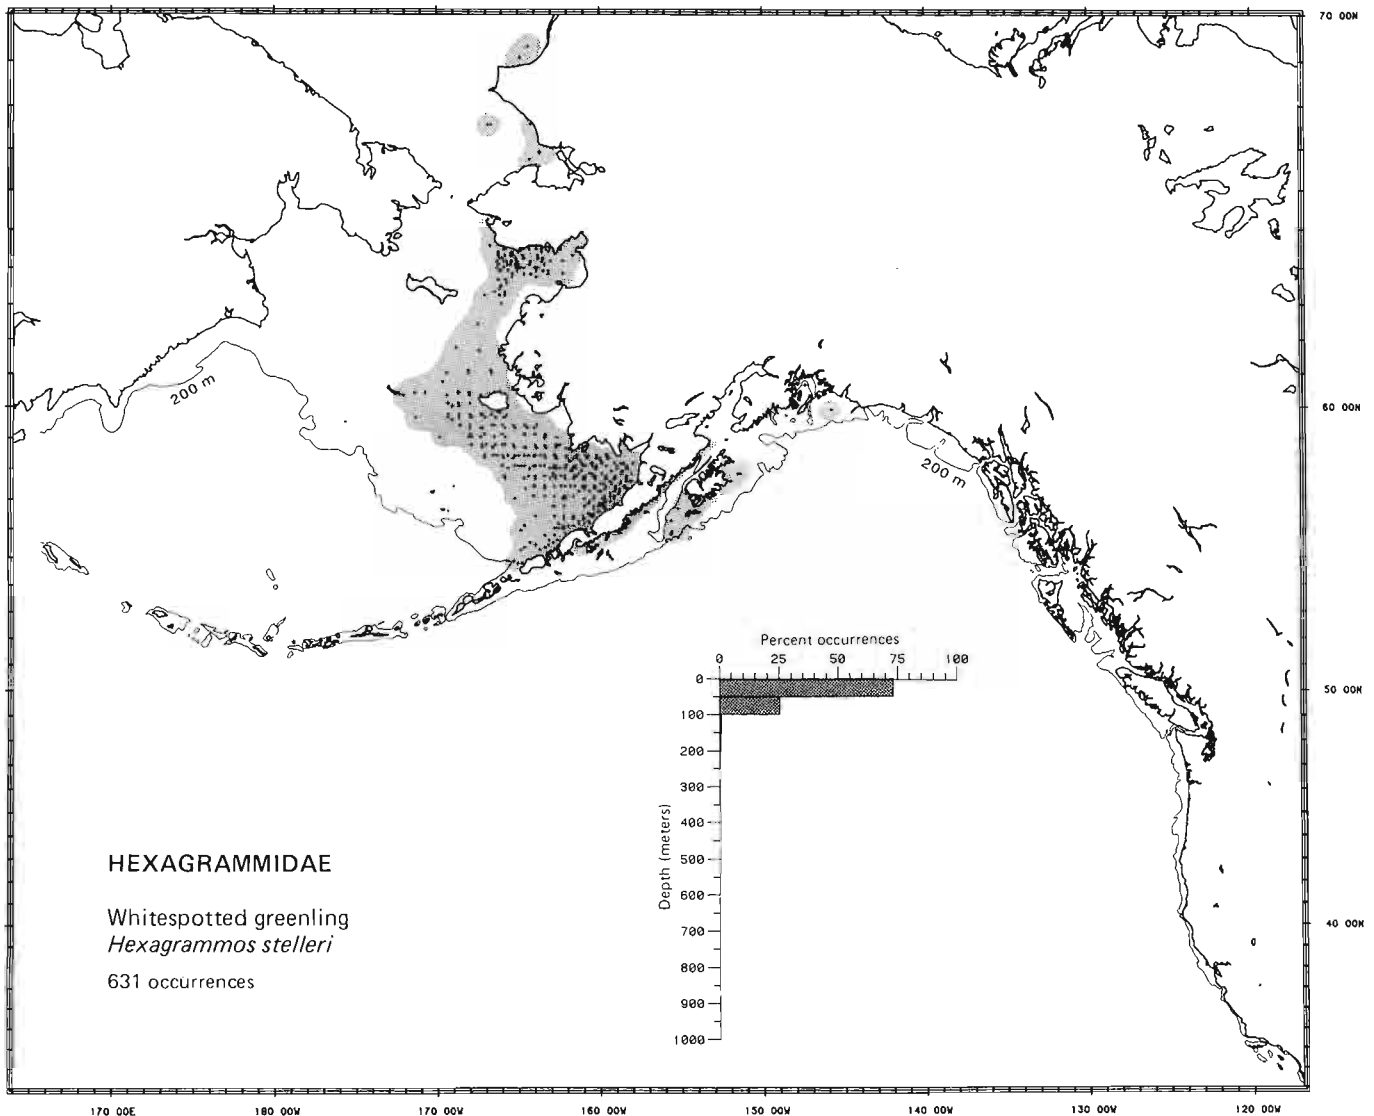 70 00N
200 m
60 00N
200 m
Percent occurrences
0 25 50 75 100
50 00N
0
100
200
300
400
500
600
700
800
900
1000
Depth (meters)
40 00N
HEXAGRAMMIDAE
Whitespotted greenling
Hexagrammos stelleri
631 occurrences
170 00E 180 00W 170 00W 160 00W 150 00W 140 00W 130 00W 120 00W